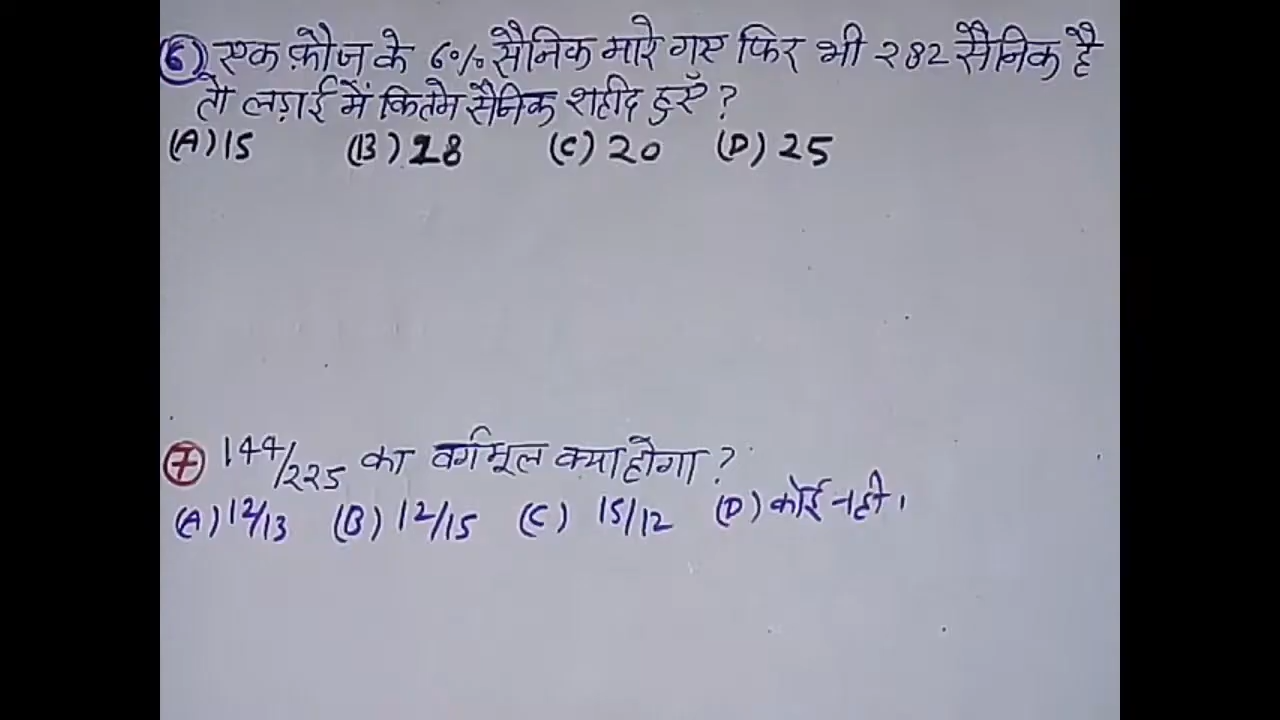 (6) एक फ़ौज के 6% सैनिक मारे गए फिर भी 282 सैनिक है
तो लड़ाई में कितने सैनिक शहीद हुएँ ?
(A) 15 (B) 18 (C) 20 (D) 25
(7) 144/225 का वर्गमूल क्या होगा ?
(A) 12/13 (B) 12/15 (C) 15/12 (D) कोई नही।